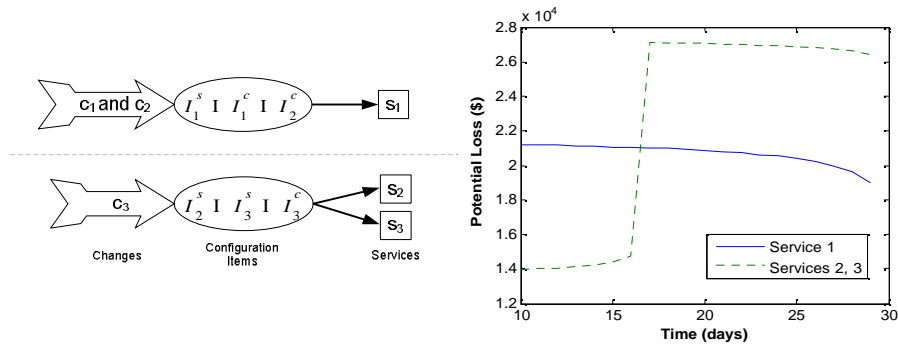 c₁ and c₂
I₁ˢ I I₁ᶜ I I₂ᶜ
s₁
c₃
I₂ˢ I I₃ˢ I I₃ᶜ
s₂
s₃
Changes
Configuration
Items
Services
x 10⁴
2.8
2.6
2.4
2.2
2
1.8
1.6
1.4
1.2
10
15
20
25
30
Potential Loss ($)
Time (days)
Service 1
Services 2, 3